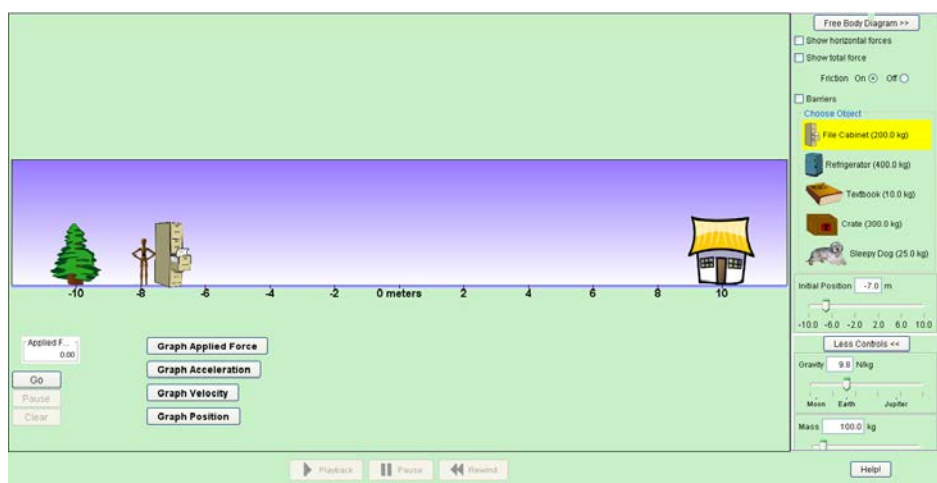 Free Body Diagram >>
Show horizontal forces
Show total force
Friction On Off
Barriers
Choose Object
File Cabinet (200.0 kg)
Refrigerator (400.0 kg)
Textbook (10.0 kg)
Crate (300.0 kg)
Sleepy Dog (25.0 kg)
Initial Position -7.0 m
-10.0 -6.0 -2.0 2.0 6.0 10.0
Less Controls <<
Gravity 9.8 N/kg
Moon Earth Jupiter
Mass 100.0 kg
-10 -8 -6 -4 -2 0 meters 2 4 6 8 10
Applied F...
0.00
Go
Pause
Clear
Graph Applied Force
Graph Acceleration
Graph Velocity
Graph Position
Playback Pause Rewind
Help!